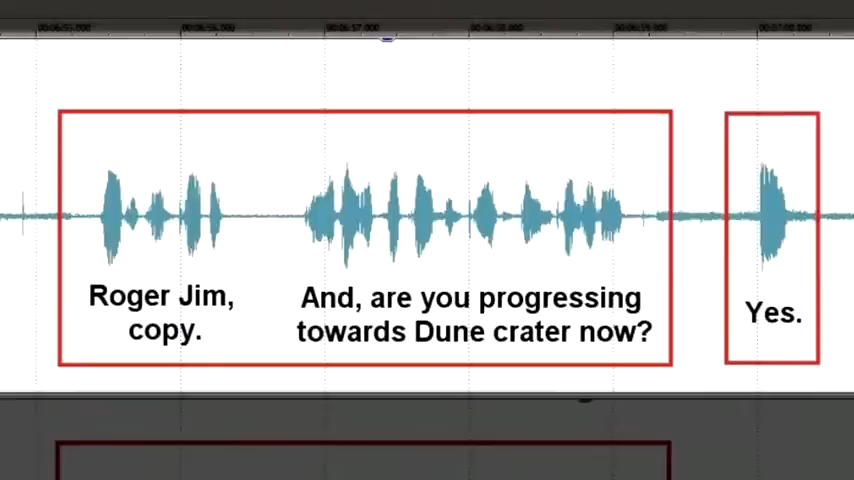 Roger Jim,
copy.
And, are you progressing
towards Dune crater now?
Yes.